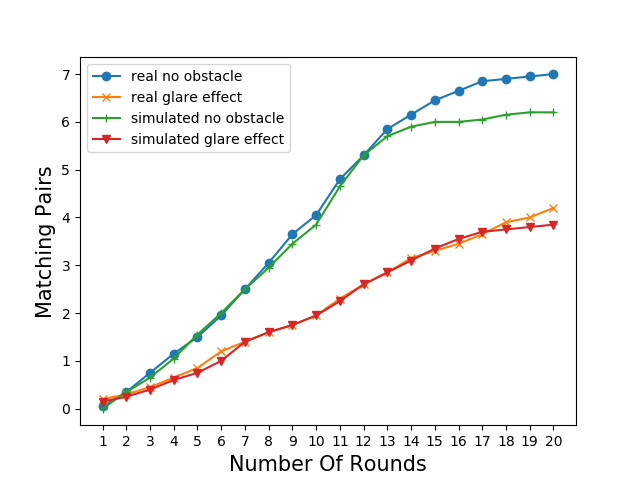 real no obstacle
real glare effect
simulated no obstacle
simulated glare effect
Matching Pairs
7
6
5
4
3
2
1
0
1 2 3 4 5 6 7 8 9 10 11 12 13 14 15 16 17 18 19 20
Number Of Rounds